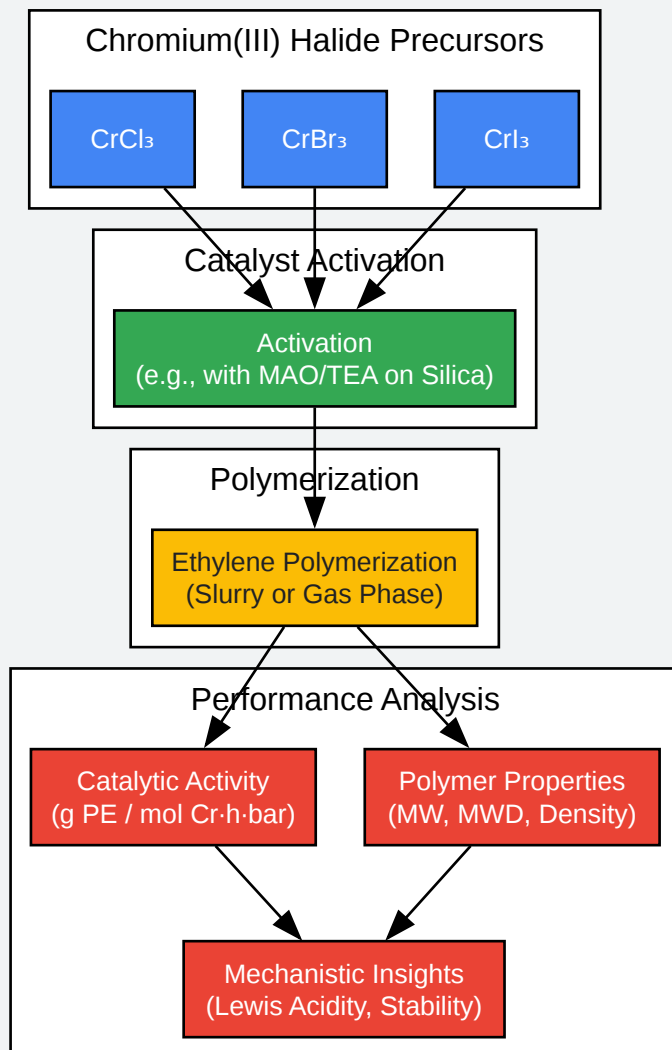 Chromium(III) Halide Precursors
CrCl₃
CrBr₃
CrI₃
Catalyst Activation
Activation
(e.g., with MAO/TEA on Silica)
Polymerization
Ethylene Polymerization
(Slurry or Gas Phase)
Performance Analysis
Catalytic Activity
(g PE / mol Cr·h·bar)
Polymer Properties
(MW, MWD, Density)
Mechanistic Insights
(Lewis Acidity, Stability)